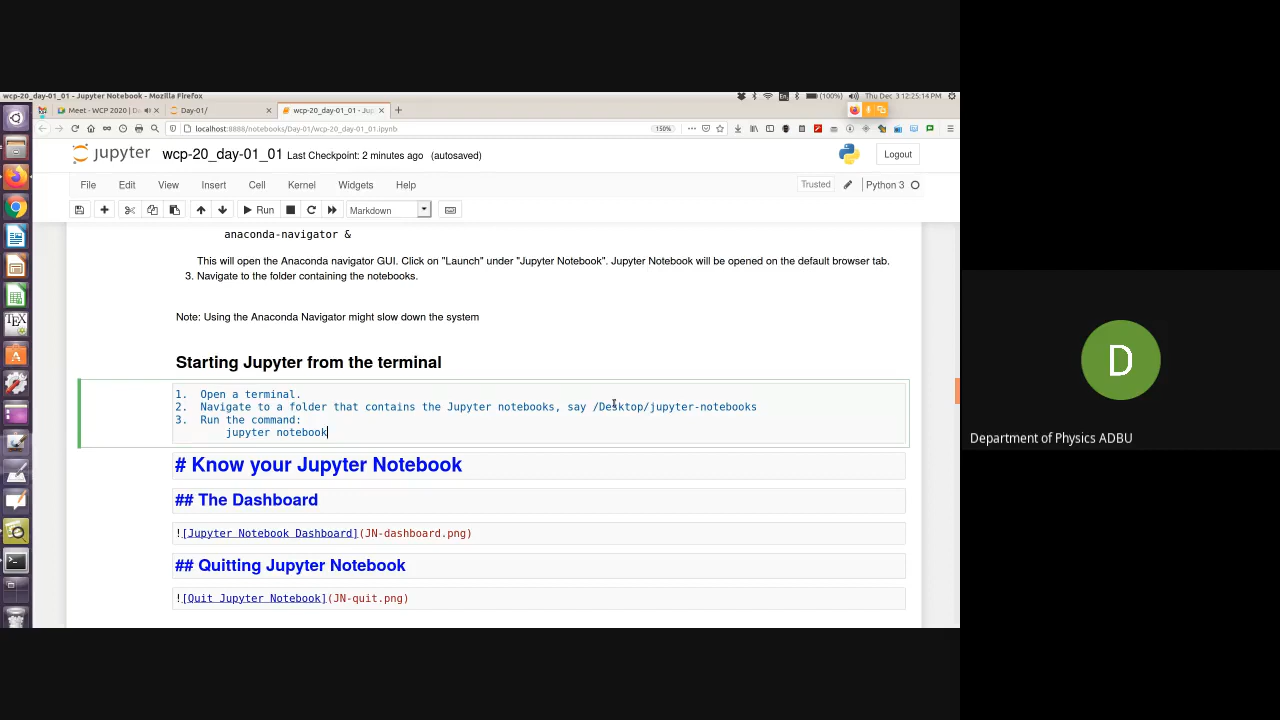 wcp-20_day-01_01 - Jupyter Notebook - Mozilla Firefox
(100%)
Thu Dec 3 12:25:14 PM
Meet - WCP 2020 | D
Day-01/
wcp-20_day-01_01 - Jup
localhost:8888/notebooks/Day-01/wcp-20_day-01_01.ipynb
150%
jupyter
wcp-20_day-01_01
Last Checkpoint: 2 minutes ago (autosaved)
Logout
File
Edit
View
Insert
Cell
Kernel
Widgets
Help
Trusted
Python 3
Run
Markdown
anaconda-navigator &
This will open the Anaconda navigator GUI. Click on "Launch" under "Jupyter Notebook". Jupyter Notebook will be opened on the default browser tab.
3. Navigate to the folder containing the notebooks.
Note: Using the Anaconda Navigator might slow down the system
Starting Jupyter from the terminal
1. Open a terminal.
2. Navigate to a folder that contains the Jupyter notebooks, say /Desktop/jupyter-notebooks
3. Run the command:
jupyter notebook
# Know your Jupyter Notebook
## The Dashboard
![Jupyter Notebook Dashboard](JN-dashboard.png)
## Quitting Jupyter Notebook
![Quit Jupyter Notebook](JN-quit.png)
TEX
D
Department of Physics ADBU